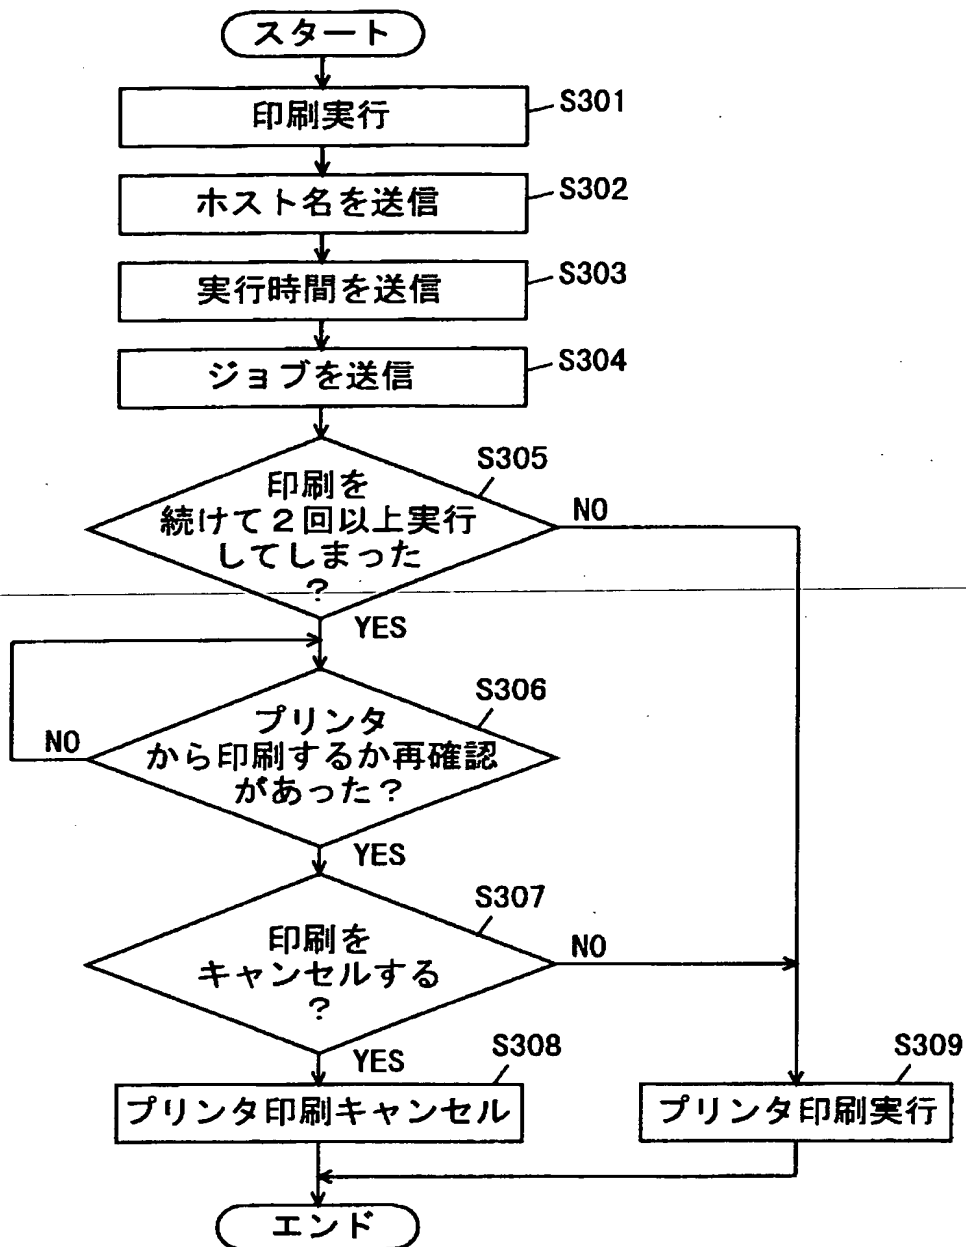 スタート
印刷実行
S301
ホスト名を送信
S302
実行時間を送信
S303
ジョブを送信
S304
S305
印刷を
続けて２回以上実行
してしまった
？
NO
YES
S306
プリンタ
から印刷するか再確認
があった？
NO
YES
S307
印刷を
キャンセルする
？
NO
YES
S308
プリンタ印刷キャンセル
S309
プリンタ印刷実行
エンド